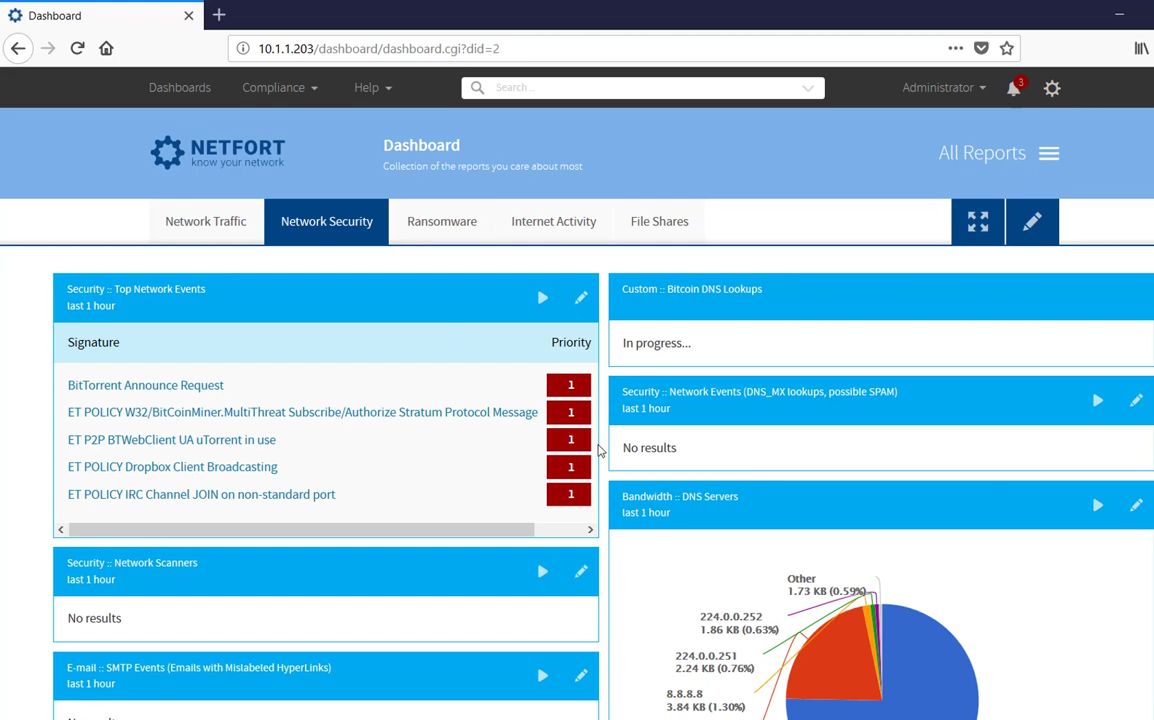 Dashboard
10.1.1.203/dashboard/dashboard.cgi?did=2
Dashboards
Compliance
Help
Search ..
Administrator
3
NETFORT
know your network
Dashboard
Collection of the reports you care about most
All Reports
Network Traffic
Network Security
Ransomware
Internet Activity
File Shares
Security :: Top Network Events
last 1 hour
Signature Priority
BitTorrent Announce Request 1
ET POLICY W32/BitCoinMiner.MultiThreat Subscribe/Authorize Stratum Protocol Message 1
ET P2P BTWebClient UA uTorrent in use 1
ET POLICY Dropbox Client Broadcasting 1
ET POLICY IRC Channel JOIN on non-standard port 1
Security :: Network Scanners
last 1 hour
No results
E-mail :: SMTP Events (Emails with Mislabeled HyperLinks)
last 1 hour
Custom :: Bitcoin DNS Lookups
In progress...
Security :: Network Events (DNS_MX lookups, possible SPAM)
last 1 hour
No results
Bandwidth :: DNS Servers
last 1 hour
Other
1.73 KB (0.59%)
224.0.0.252
1.86 KB (0.63%)
224.0.0.251
2.24 KB (0.76%)
8.8.8.8
3.84 KB (1.30%)